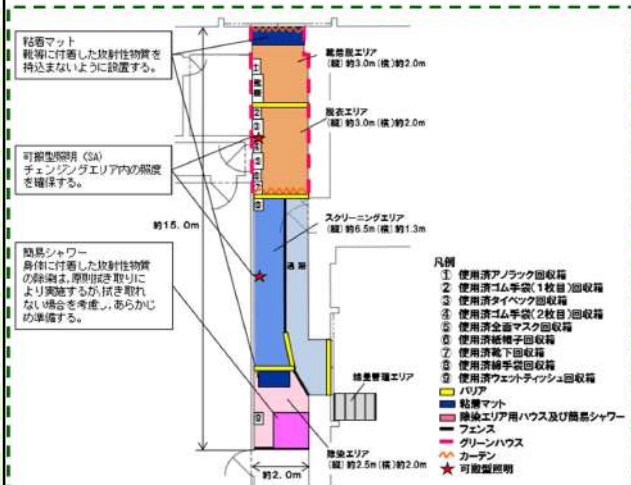 粘着マット
靴等に付着した放射性物質を
持込まないように設置する。
可搬型照明（SA）
チェンジングエリア内の照度
を確保する。
簡易シャワー
身体に付着した放射性物質
の除染は、原則拭き取りに
より実施するが、拭き取れ
ない場合を考慮し、あらかじ
め準備する。
約15.0m
約2.0m
靴着脱エリア
(縦)約3.0m(横)約2.0m
脱衣エリア
(縦)約3.0m(横)約2.0m
スクリーニングエリア
(縦)約6.5m(横)約1.3m
通路
除染エリア
(縦)約2.5m(横)約2.0m
①
②
③
⑤
⑥
⑦
⑨
⑨
凡例
① 使用済アノラック回収箱
② 使用済ゴム手袋(1枚目)回収箱
③ 使用済タイベック回収箱
④ 使用済ゴム手袋(2枚目)回収箱
⑤ 使用済全面マスク回収箱
⑥ 使用済紙帽子回収箱
⑦ 使用済靴下回収箱
⑧ 使用済綿手袋回収箱
⑨ 使用済ウェットティッシュ回収箱
バリア
粘着マット
除染エリア用ハウス及び簡易シャワー
フェンス
グリーンハウス
カーテン
可搬型照明